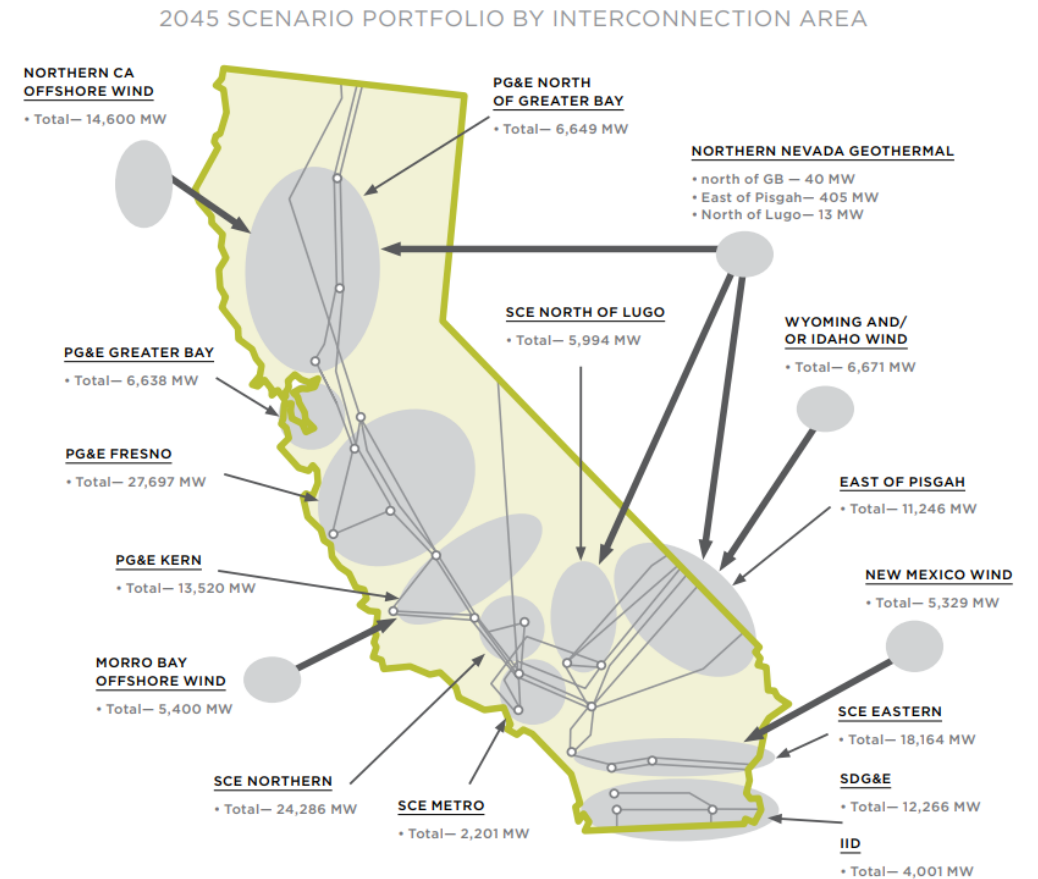 2045 SCENARIO PORTFOLIO BY INTERCONNECTION AREA
NORTHERN CA
OFFSHORE WIND
• Total— 14,600 MW
PG&E NORTH
OF GREATER BAY
• Total— 6,649 MW
NORTHERN NEVADA GEOTHERMAL
• north of GB — 40 MW
• East of Pisgah— 405 MW
• North of Lugo— 13 MW
SCE NORTH OF LUGO
• Total— 5,994 MW
WYOMING AND/
OR IDAHO WIND
• Total— 6,671 MW
PG&E GREATER BAY
• Total— 6,638 MW
PG&E FRESNO
• Total— 27,697 MW
EAST OF PISGAH
• Total— 11,246 MW
PG&E KERN
• Total— 13,520 MW
NEW MEXICO WIND
• Total— 5,329 MW
MORRO BAY
OFFSHORE WIND
• Total— 5,400 MW
SCE EASTERN
• Total— 18,164 MW
SCE NORTHERN
• Total— 24,286 MW
SCE METRO
• Total— 2,201 MW
SDG&E
• Total— 12,266 MW
IID
• Total— 4,001 MW